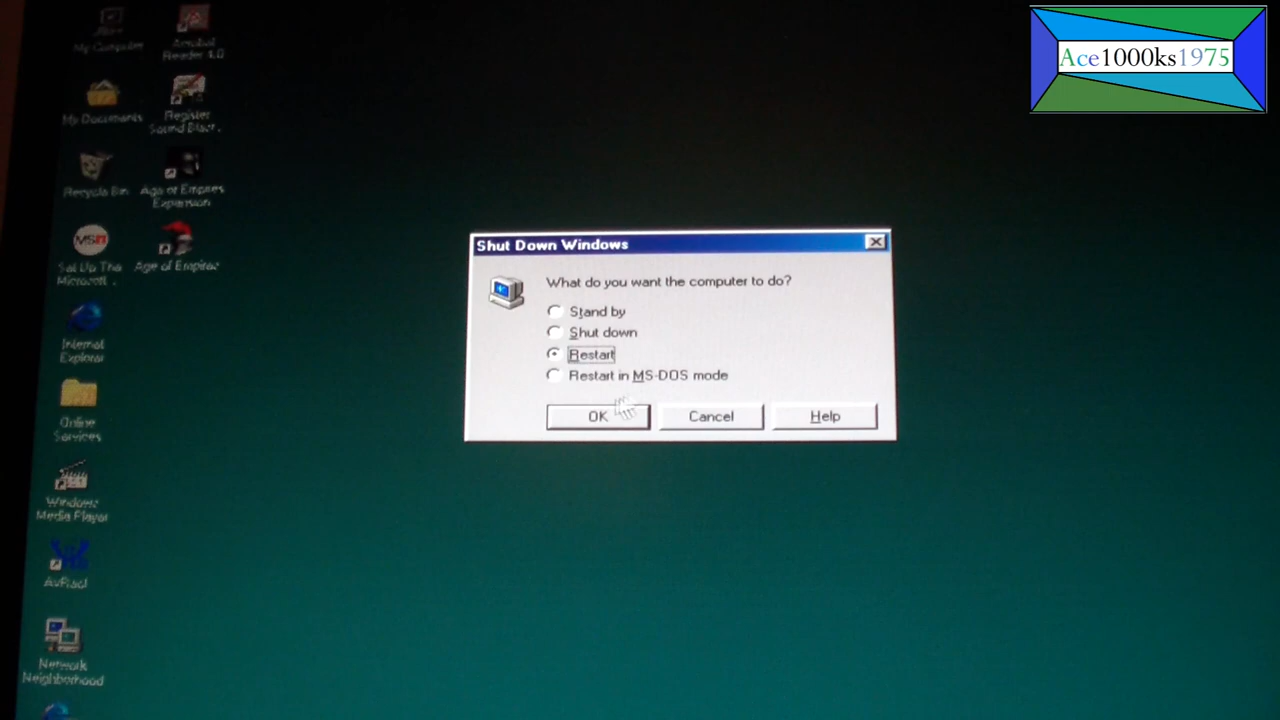 My Computer
Acrobat
Reader 4.0
My Documents
Register
Sound Blast .
Recycle Bin
Age of Empires
Expansion
MSN
Set Up The
Microsoft .
Age of Empires
Internet
Explorer
Online
Services
Windows
Media Player
Network
Neighborhood
Shut Down Windows
What do you want the computer to do?
Stand by
Shut down
Restart
Restart in MS-DOS mode
OK
Cancel
Help
Ace1000ks1975